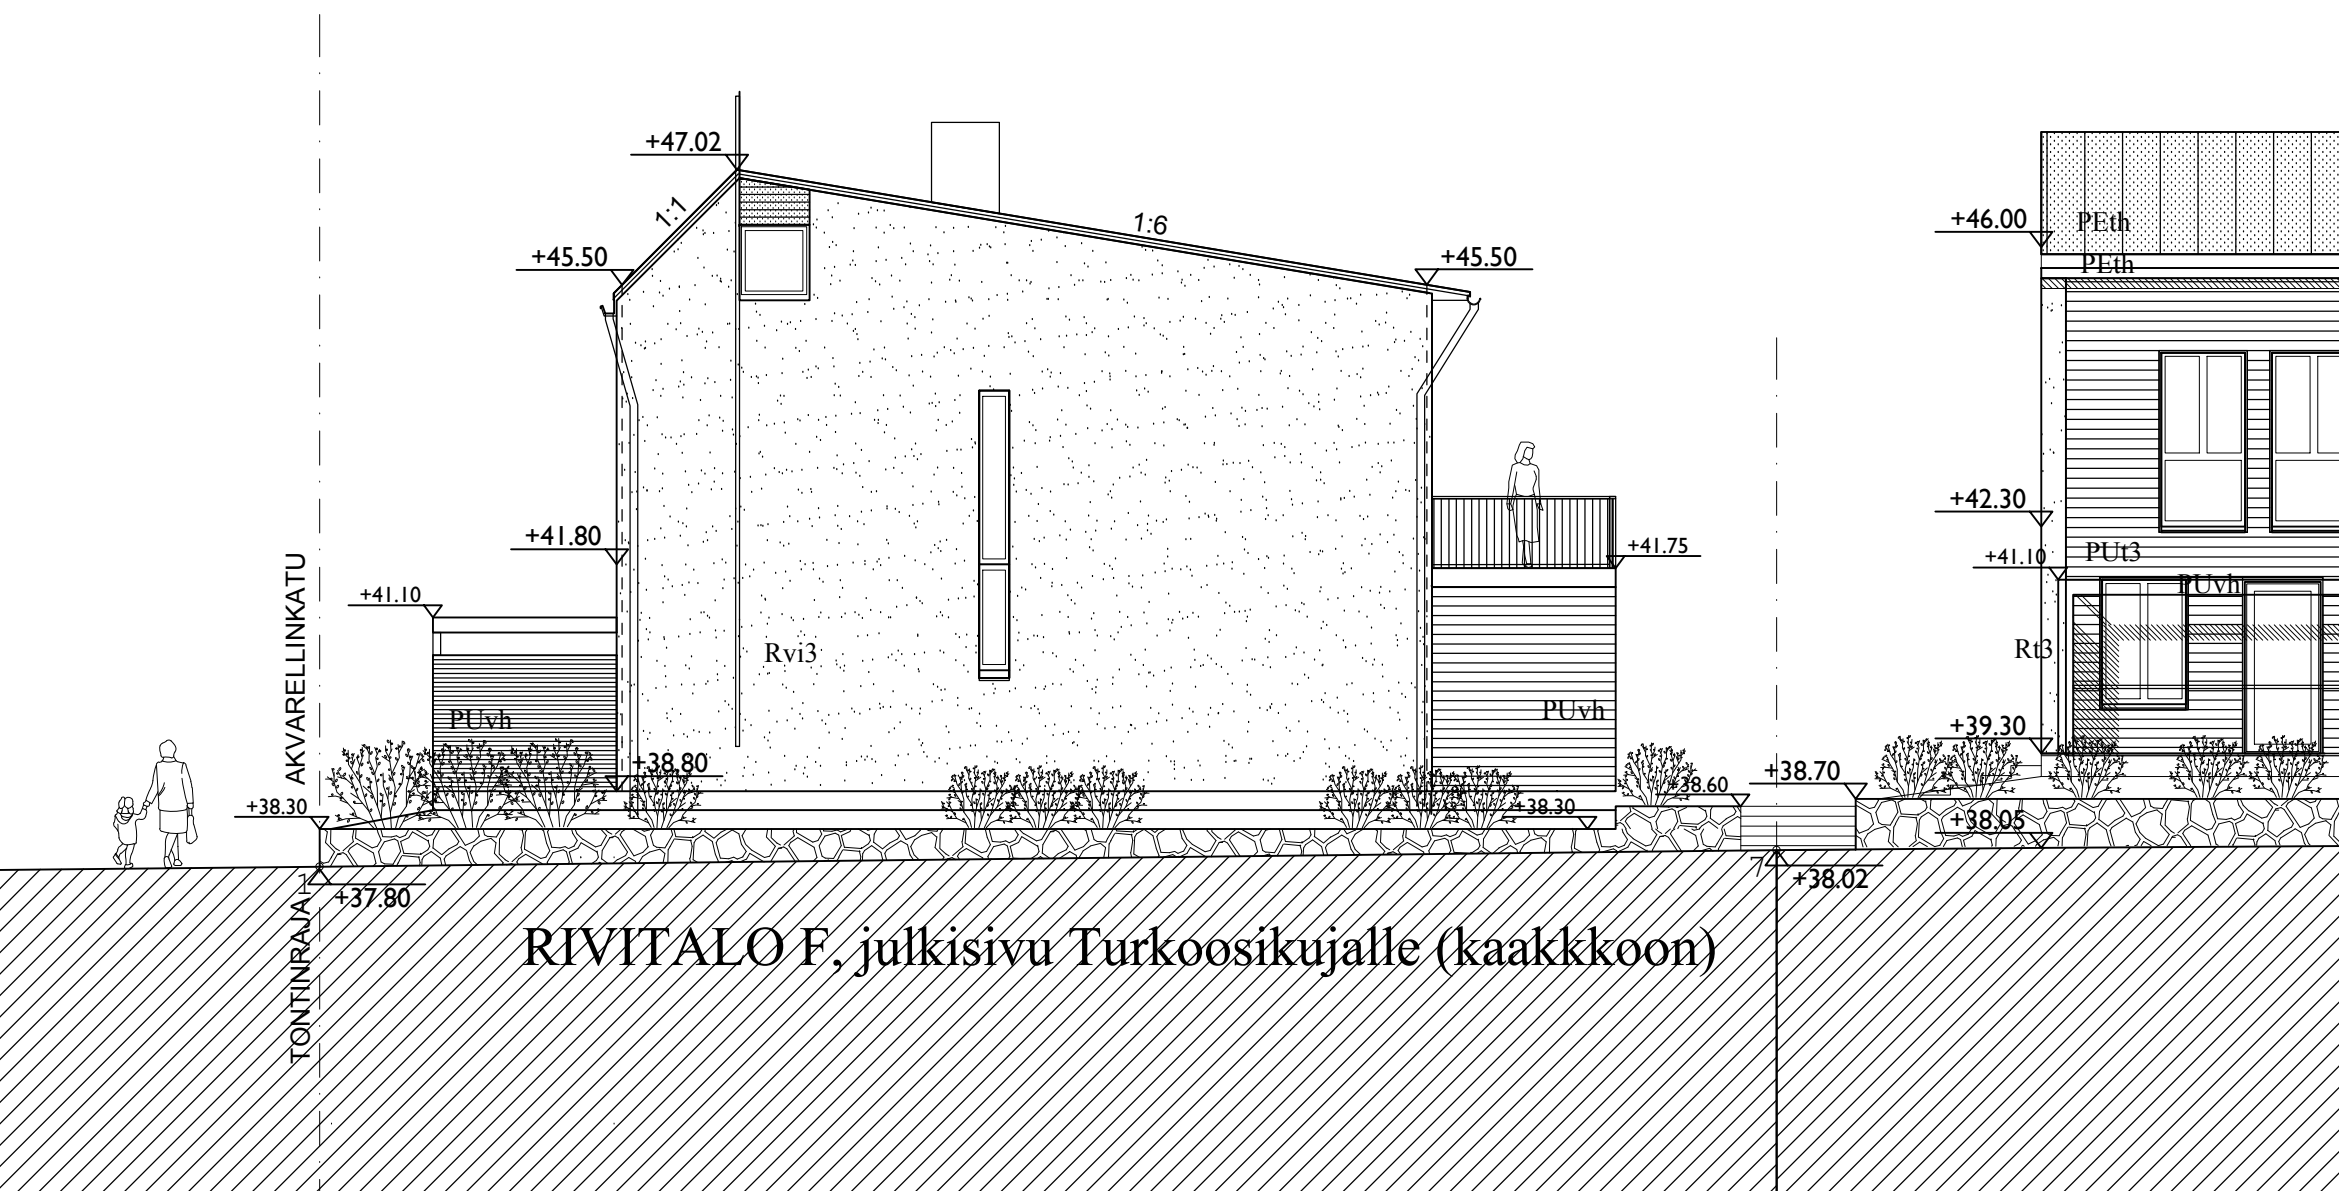 +47.02
1:1
1:6
+46.00
PEth
+45.50
+45.50
PEth
+42.30
+41.80
+41.75
+41.10
PUt3
+41.10
PUvh
AKVARELLINKATU
Rvi3
Rt3
PUvh
PUvh
+39.30
+38.80
+38.70
+38.60
+38.30
+38.30
+38.05
7
+38.02
+37.80
TONTINRAJA
RIVITALO F, julkisivu Turkoosikujalle (kaakkkoon)